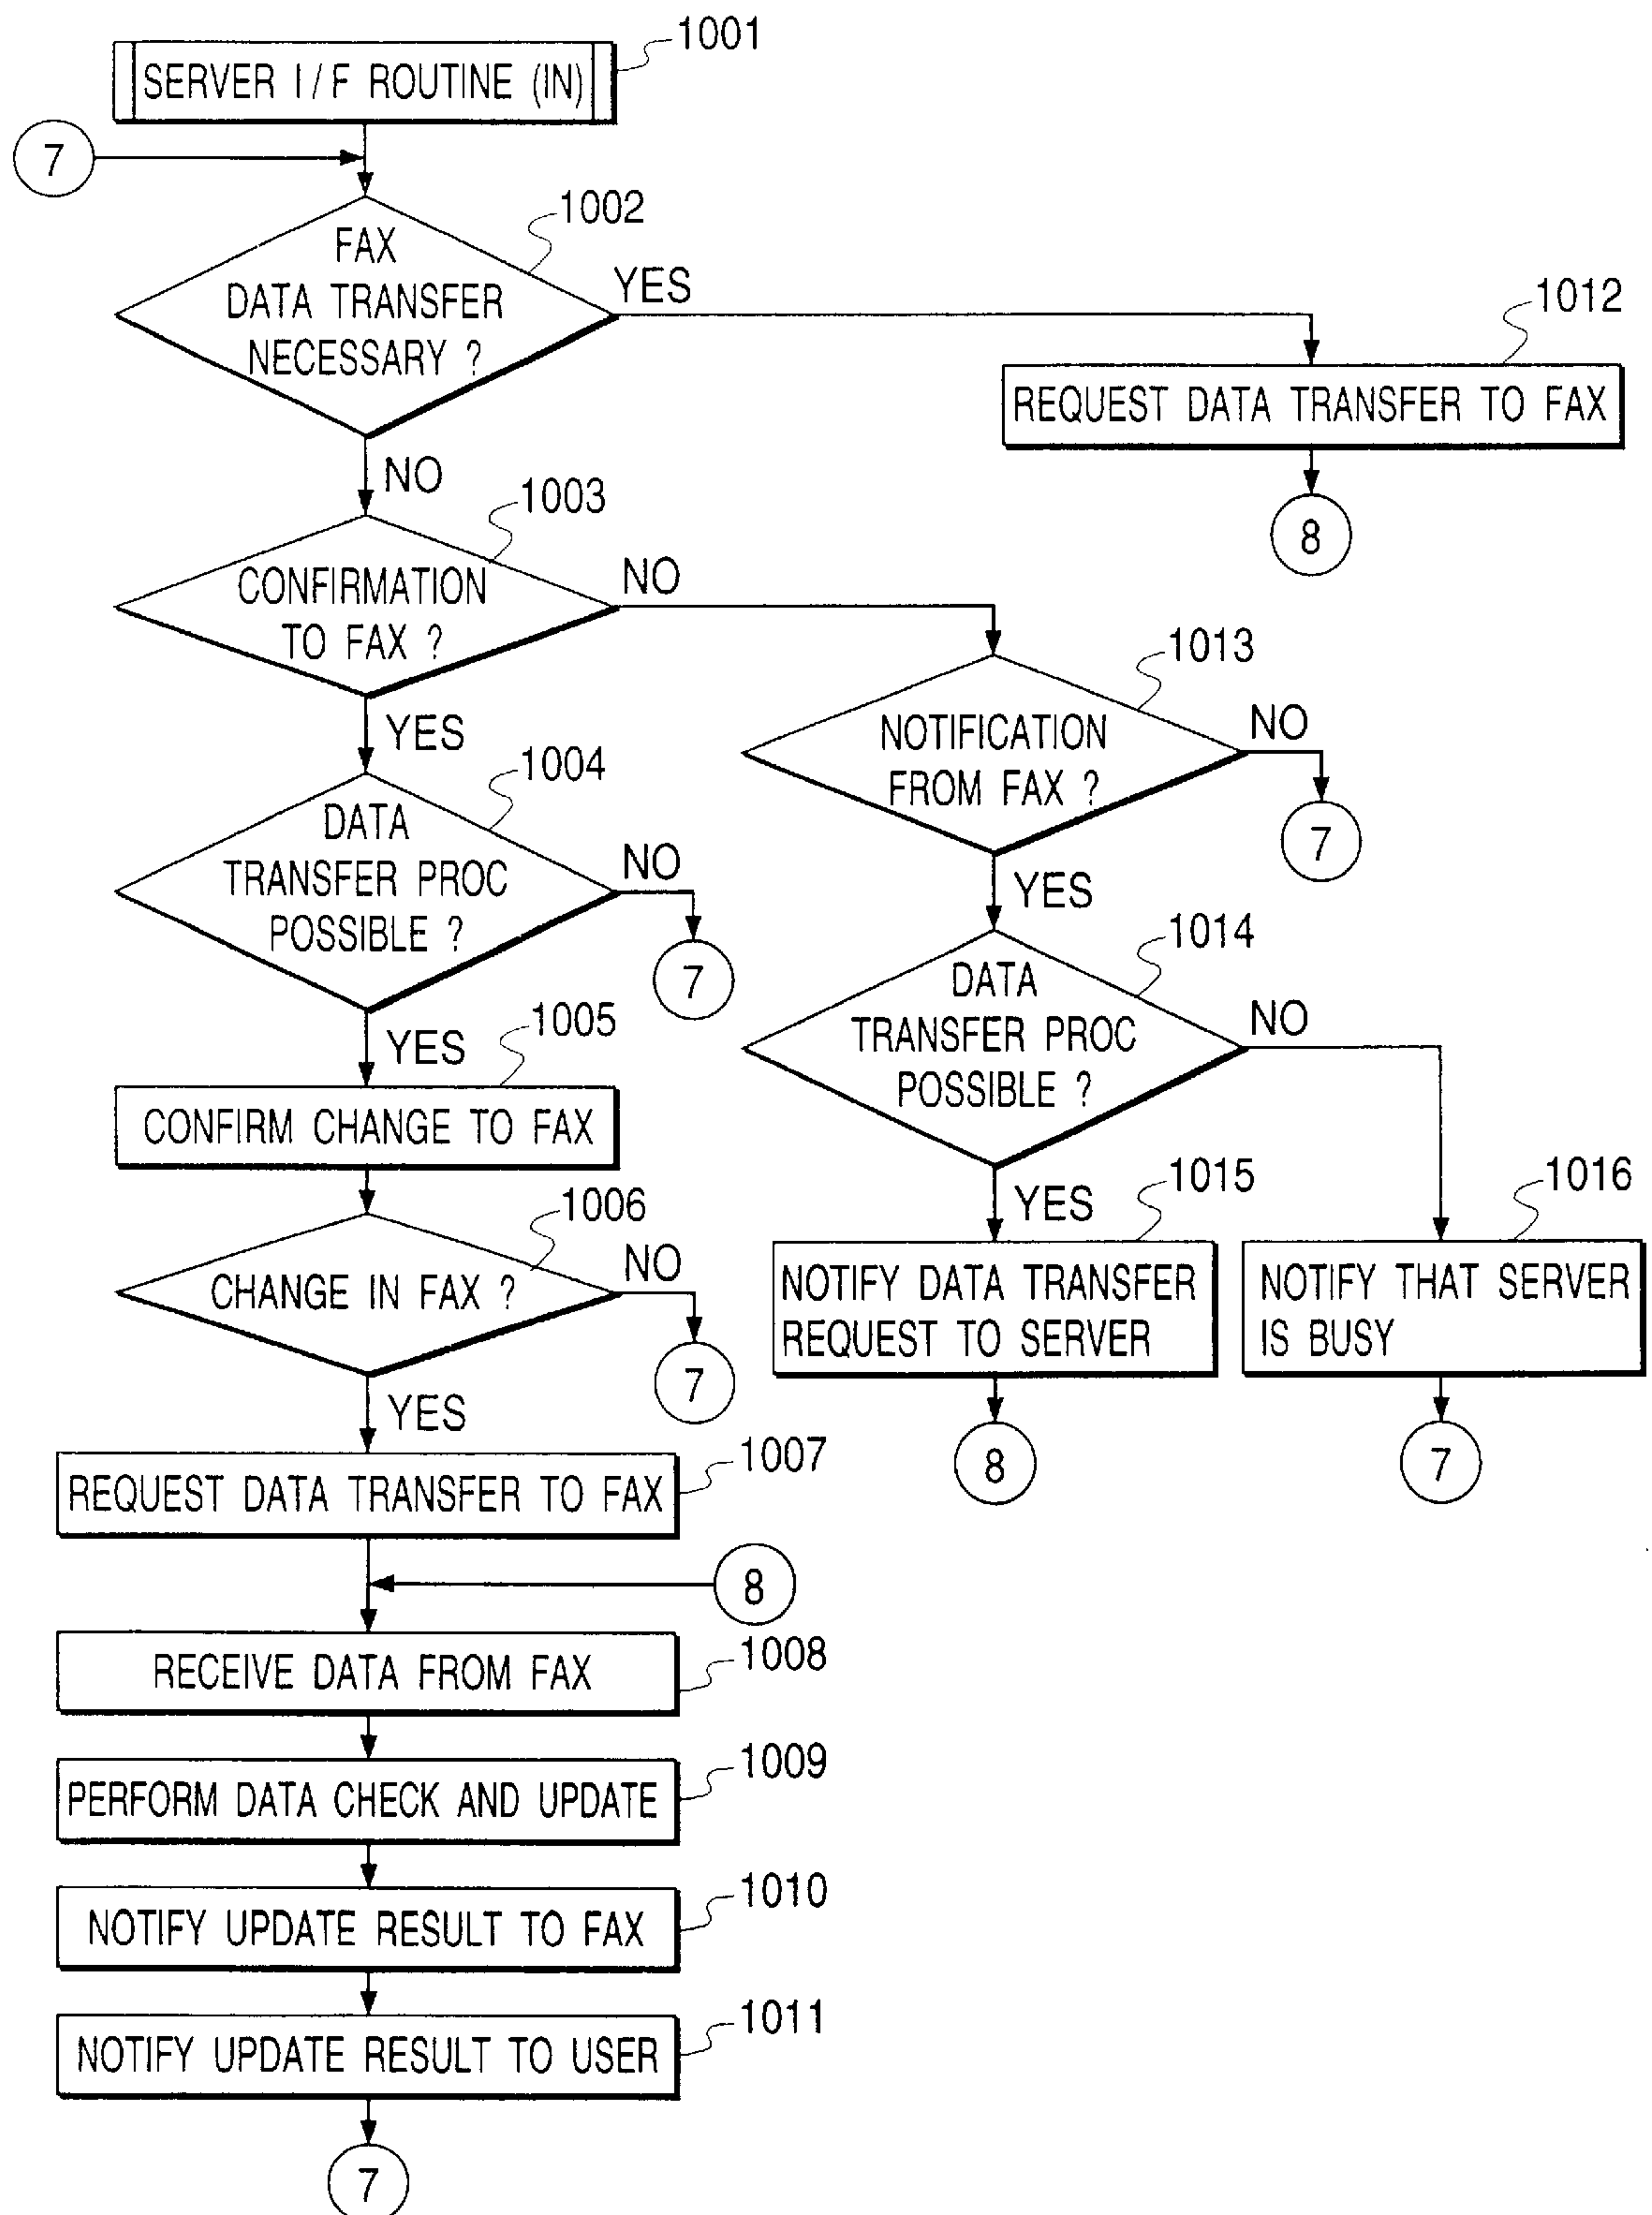 1001
SERVER I/F ROUTINE (IN)
7
1002
FAX
DATA TRANSFER
NECESSARY ?
YES
1012
REQUEST DATA TRANSFER TO FAX
8
NO
1003
CONFIRMATION
TO FAX ?
NO
1013
NOTIFICATION
FROM FAX ?
NO
7
YES
1004
DATA
TRANSFER PROC
POSSIBLE ?
NO
7
YES
1014
DATA
TRANSFER PROC
POSSIBLE ?
NO
YES
1005
CONFIRM CHANGE TO FAX
1006
CHANGE IN FAX ?
NO
7
YES
1015
NOTIFY DATA TRANSFER
REQUEST TO SERVER
8
1016
NOTIFY THAT SERVER
IS BUSY
7
YES
1007
REQUEST DATA TRANSFER TO FAX
8
1008
RECEIVE DATA FROM FAX
1009
PERFORM DATA CHECK AND UPDATE
1010
NOTIFY UPDATE RESULT TO FAX
1011
NOTIFY UPDATE RESULT TO USER
7